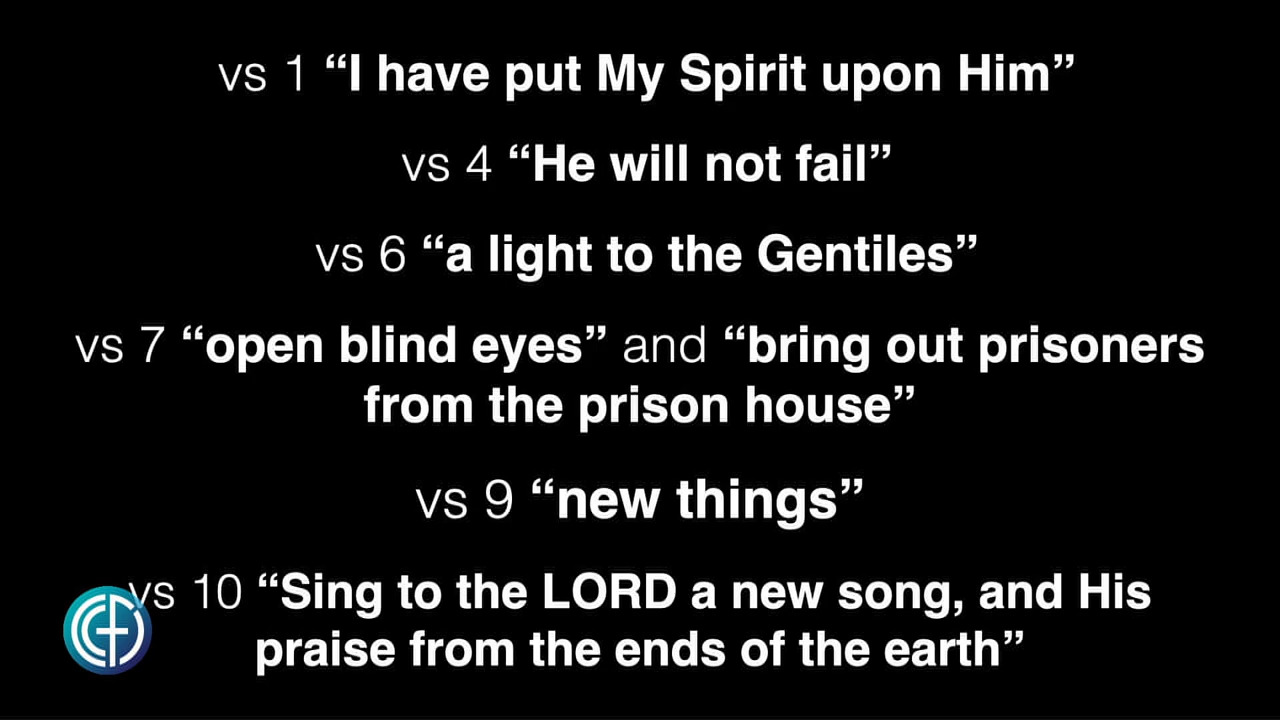 vs 1 “I have put My Spirit upon Him”
vs 4 “He will not fail”
vs 6 “a light to the Gentiles”
vs 7 “open blind eyes” and “bring out prisoners
from the prison house”
vs 9 “new things”
vs 10 “Sing to the LORD a new song, and His
praise from the ends of the earth”